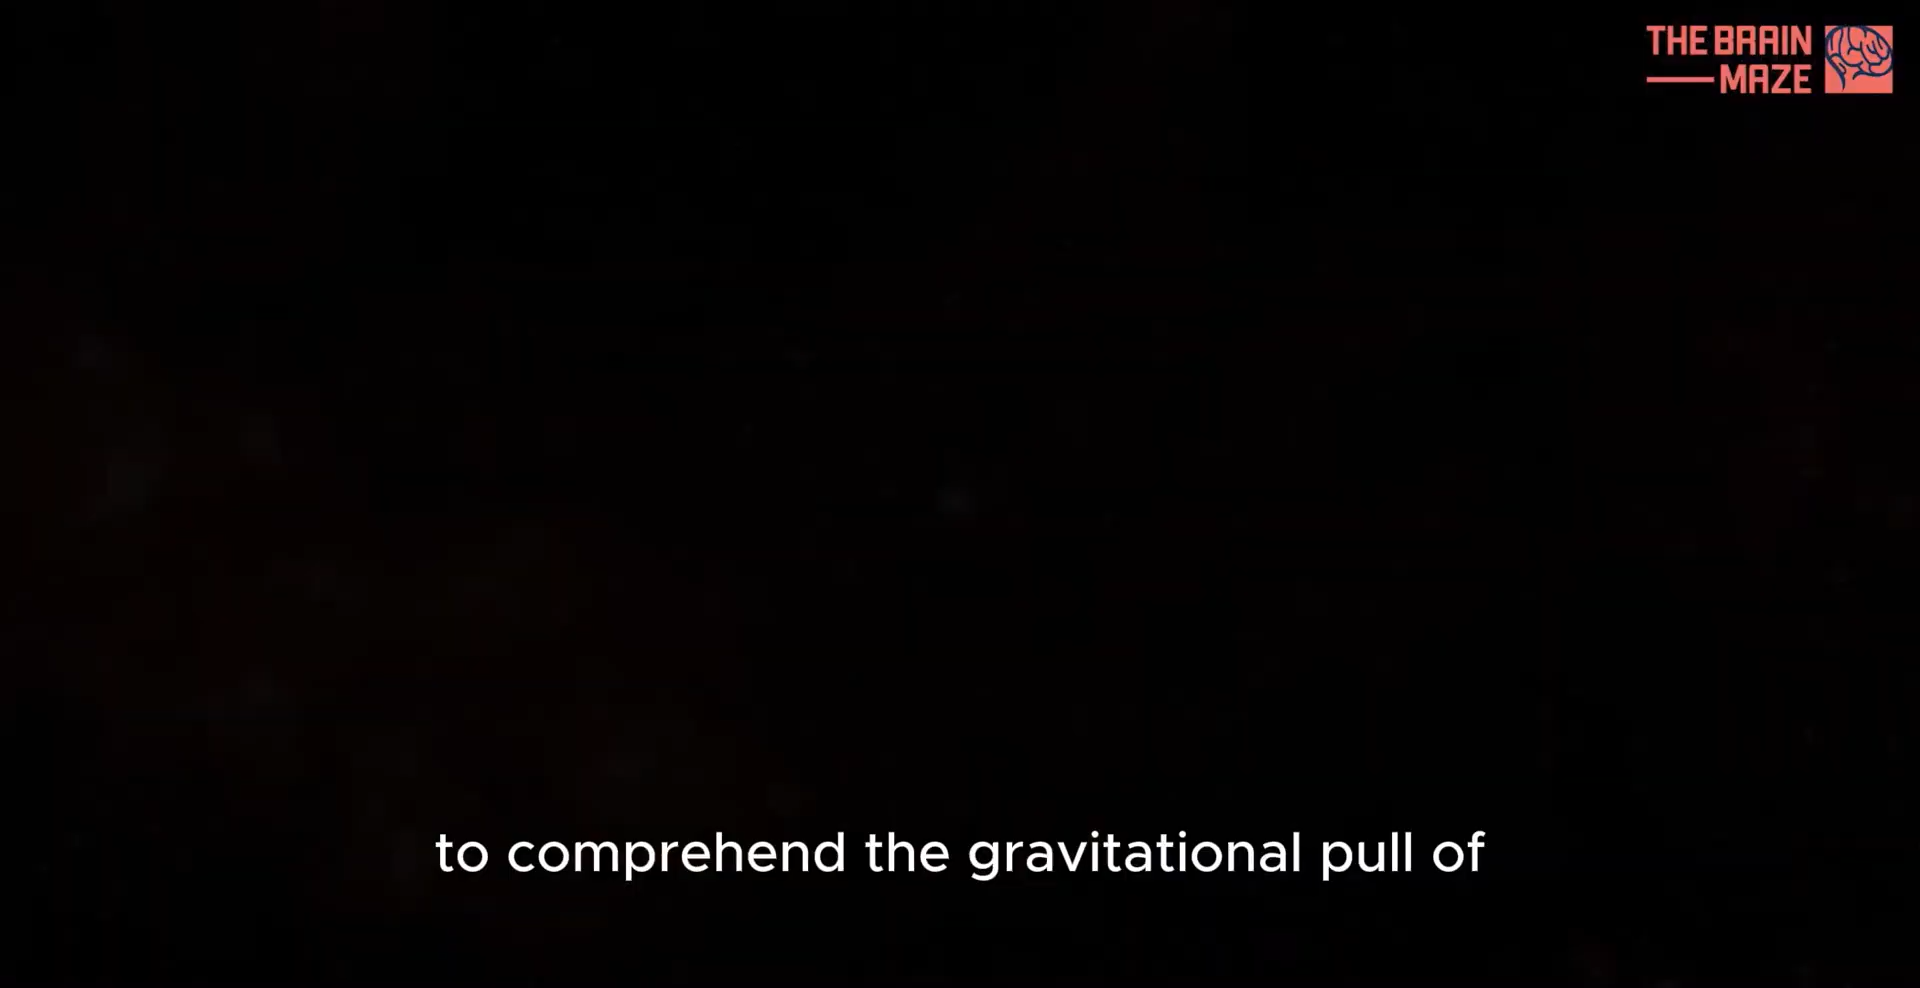 THE BRAIN
MAZE
to comprehend the gravitational pull of